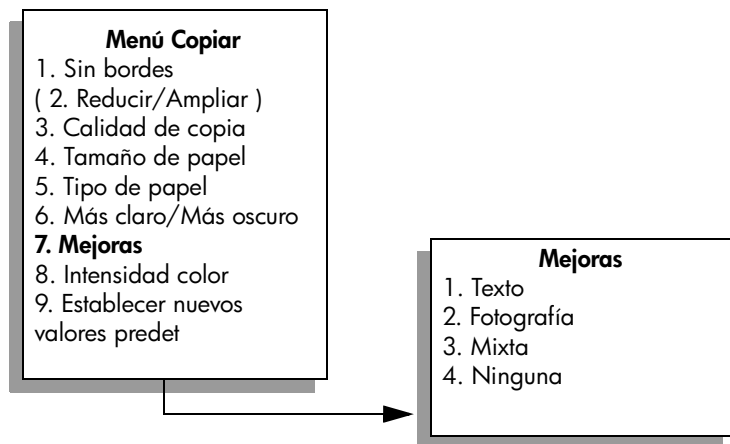 Menú Copiar
1. Sin bordes
( 2. Reducir/Ampliar )
3. Calidad de copia
4. Tamaño de papel
5. Tipo de papel
6. Más claro/Más oscuro
7. Mejoras
8. Intensidad color
9. Establecer nuevos
valores predet
Mejoras
1. Texto
2. Fotografía
3. Mixta
4. Ninguna